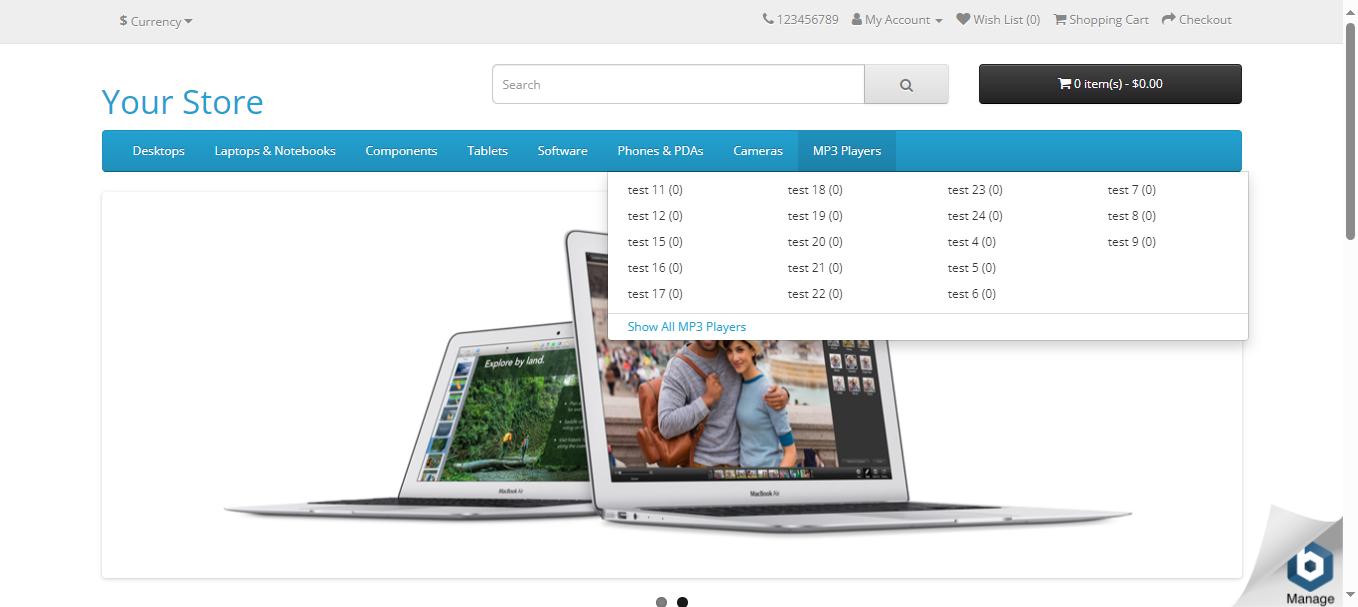 $ Currency
123456789 My Account Wish List (0) Shopping Cart Checkout
Your Store
Search
0 item(s) - $0.00
Desktops Laptops & Notebooks Components Tablets Software Phones & PDAs Cameras MP3 Players
test 11 (0) test 18 (0) test 23 (0) test 7 (0)
test 12 (0) test 19 (0) test 24 (0) test 8 (0)
test 15 (0) test 20 (0) test 4 (0) test 9 (0)
test 16 (0) test 21 (0) test 5 (0)
test 17 (0) test 22 (0) test 6 (0)
Show All MP3 Players
Explore by land.
MacBook Air
MacBook Air
b
Manage